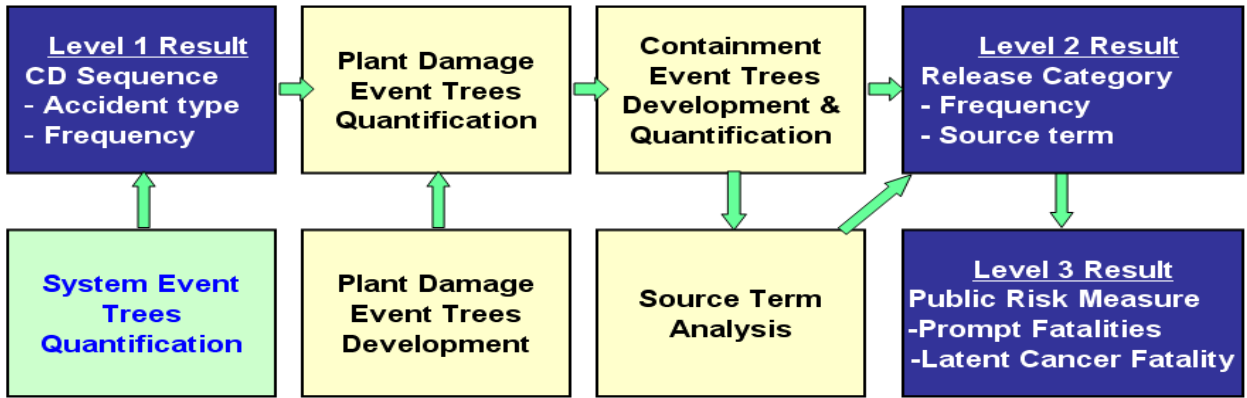 Level 1 Result
CD Sequence
- Accident type
- Frequency
Plant Damage
Event Trees
Quantification
Containment
Event Trees
Development &
Quantification
Level 2 Result
Release Category
- Frequency
- Source term
System Event
Trees
Quantification
Plant Damage
Event Trees
Development
Source Term
Analysis
Level 3 Result
Public Risk Measure
-Prompt Fatalities
-Latent Cancer Fatality